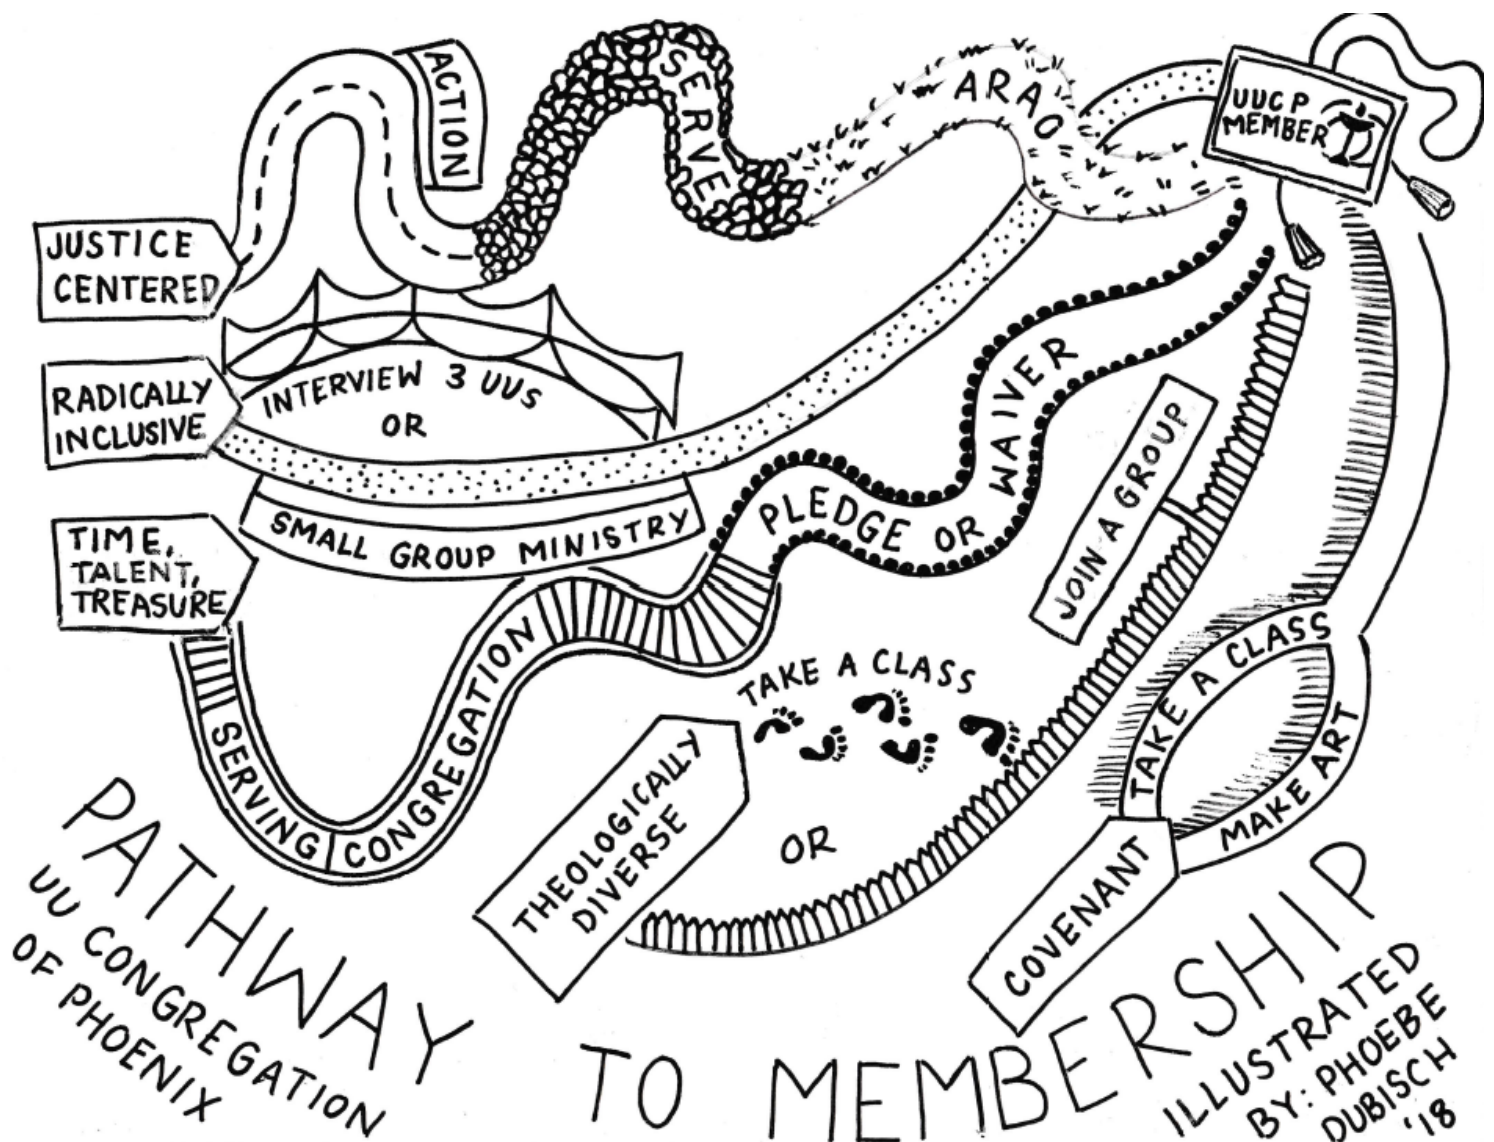 ACTION
SERVE
ARAO
UUCP
MEMBER
JUSTICE
CENTERED
RADICALLY
INCLUSIVE
INTERVIEW 3 UUS
OR
SMALL GROUP MINISTRY
TIME,
TALENT,
TREASURE
SERVING
CONGREGATION
PLEDGE OR
WAIVER
JOIN A GROUP
TAKE A CLASS
THEOLOGICALLY
DIVERSE
OR
TAKE A CLASS
MAKE ART
COVENANT
PATHWAY
TO MEMBERSHIP
UU CONGREGATION
OF PHOENIX
ILLUSTRATED
BY: PHOEBE
DUBISCH
'18